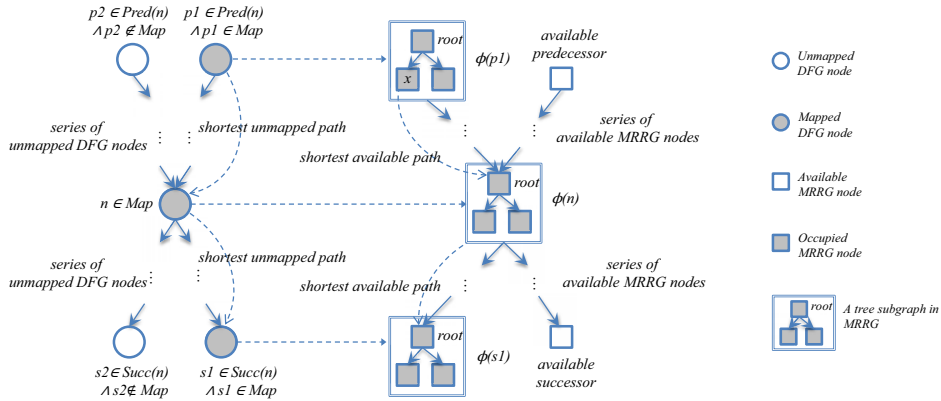 p2 ∈ Pred(n)
∧ p2 ∉ Map
p1 ∈ Pred(n)
∧ p1 ∈ Map
root
x
ϕ(p1)
available
predecessor
series of
unmapped DFG nodes
shortest unmapped path
shortest available path
series of
available MRRG nodes
n ∈ Map
root
ϕ(n)
series of
unmapped DFG nodes
shortest unmapped path
shortest available path
series of
available MRRG nodes
s2 ∈ Succ(n)
∧ s2 ∉ Map
s1 ∈ Succ(n)
∧ s1 ∈ Map
root
ϕ(s1)
available
successor
Unmapped
DFG node
Mapped
DFG node
Available
MRRG node
Occupied
MRRG node
root
A tree subgraph in
MRRG